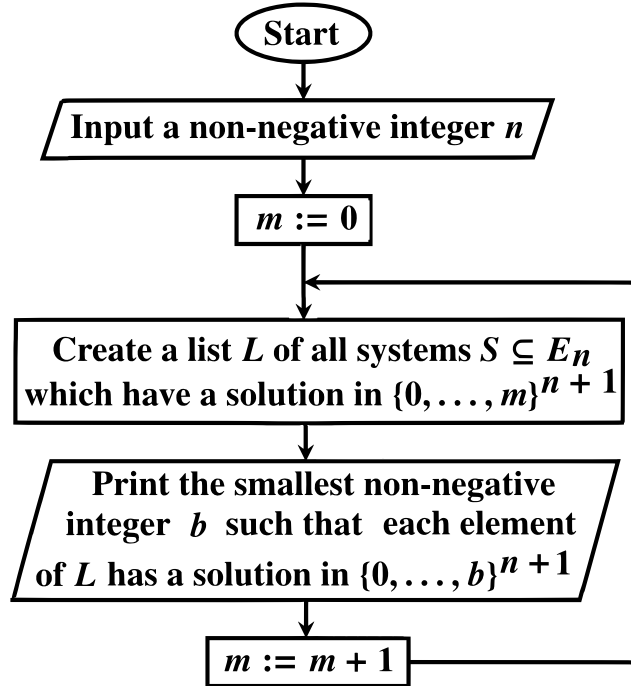 Start
Input a non-negative integer n
m := 0
Create a list L of all systems S ⊆ Eₙ
which have a solution in {0, . . . , m}ⁿ ⁺ ¹
Print the smallest non-negative
integer b such that each element
of L has a solution in {0, . . . , b}ⁿ ⁺ ¹
m := m + 1